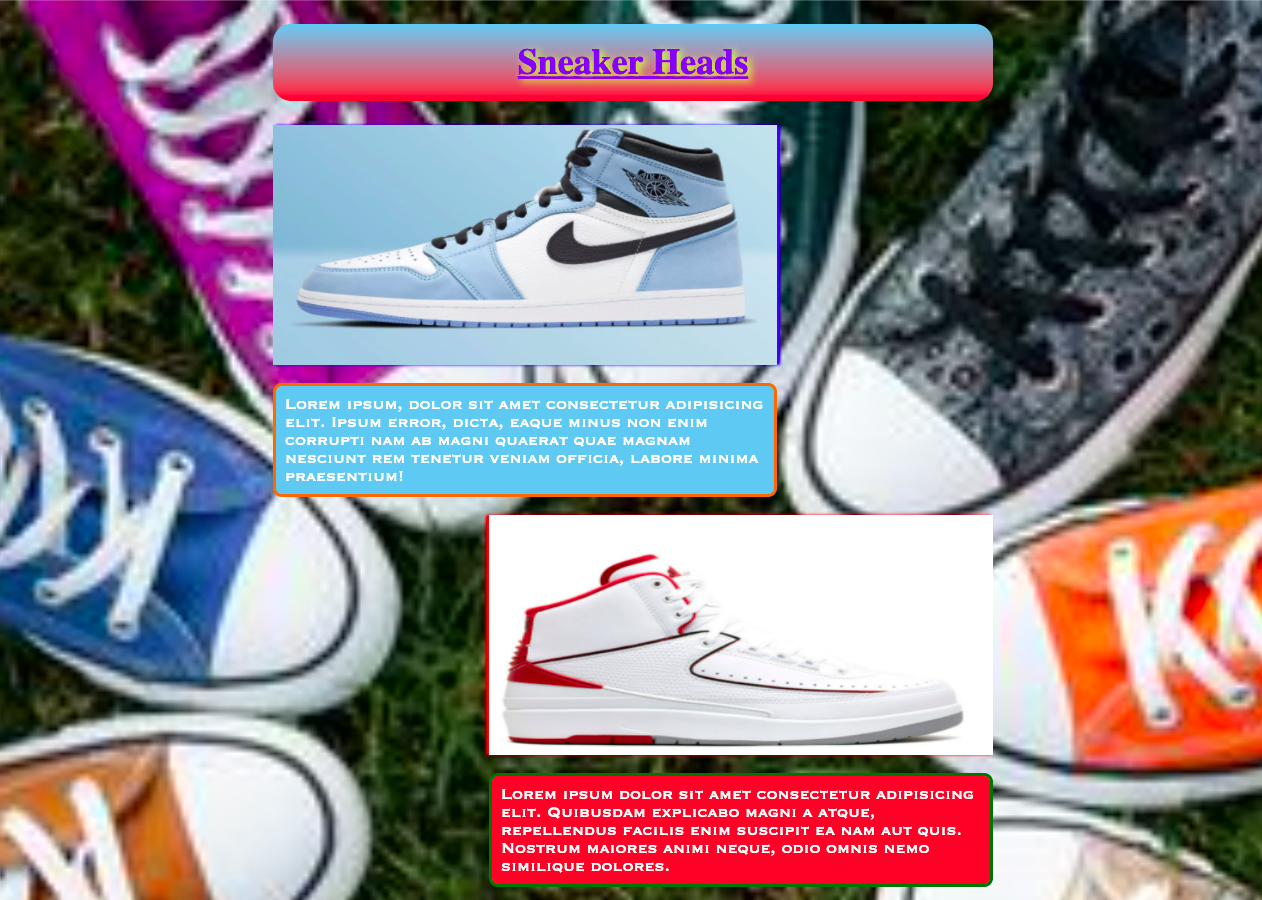 Sneaker Heads
Lorem ipsum, dolor sit amet consectetur adipisicing
elit. Ipsum error, dicta, eaque minus non enim
corrupti nam ab magni quaerat quae magnam
nesciunt rem tenetur veniam officia, labore minima
praesentium!
Lorem ipsum dolor sit amet consectetur adipisicing
elit. Quibusdam explicabo magni a atque,
repellendus facilis enim suscipit ea nam aut quis.
Nostrum maiores animi neque, odio omnis nemo
similique dolores.